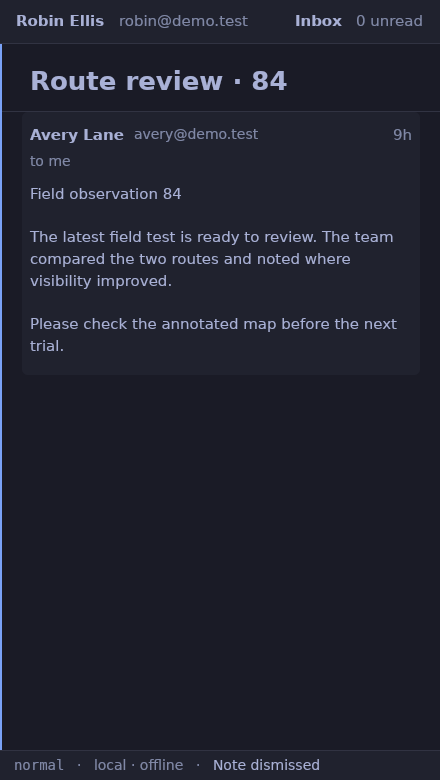 Robin Ellis robin@demo.test Inbox 0 unread
Route review · 84
Avery Lane avery@demo.test 9h
to me
Field observation 84
The latest field test is ready to review. The team
compared the two routes and noted where
visibility improved.
Please check the annotated map before the next
trial.
normal · local · offline · Note dismissed